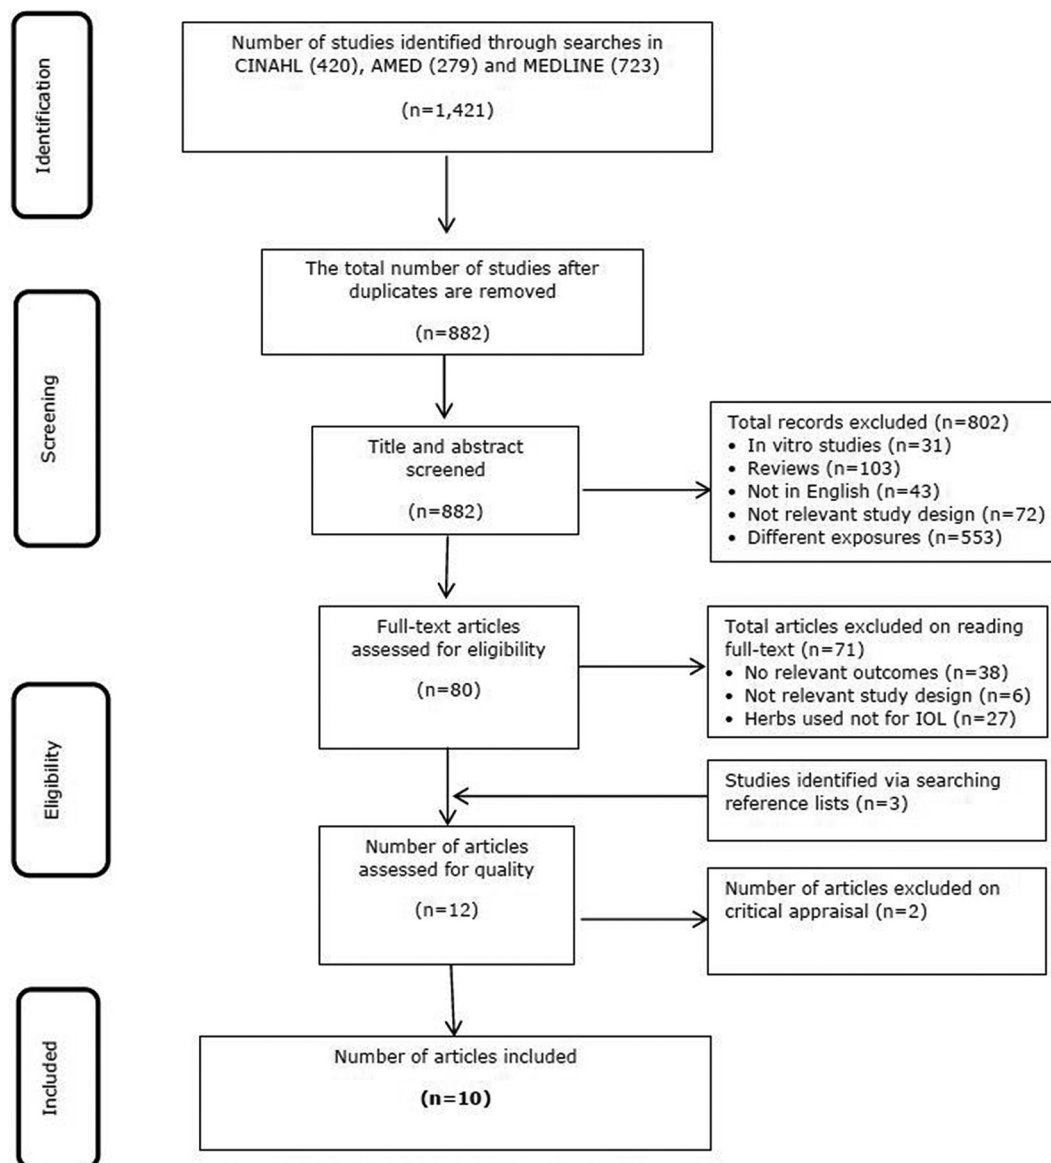 Identification
Number of studies identified through searches in
CINAHL (420), AMED (279) and MEDLINE (723)
(n=1,421)
Screening
The total number of studies after
duplicates are removed
(n=882)
Title and abstract
screened
(n=882)
Total records excluded (n=802)
• In vitro studies (n=31)
• Reviews (n=103)
• Not in English (n=43)
• Not relevant study design (n=72)
• Different exposures (n=553)
Eligibility
Full-text articles
assessed for eligibility
(n=80)
Total articles excluded on reading
full-text (n=71)
• No relevant outcomes (n=38)
• Not relevant study design (n=6)
• Herbs used not for IOL (n=27)
Studies identified via searching
reference lists (n=3)
Number of articles
assessed for quality
(n=12)
Number of articles excluded on
critical appraisal (n=2)
Included
Number of articles included
(n=10)